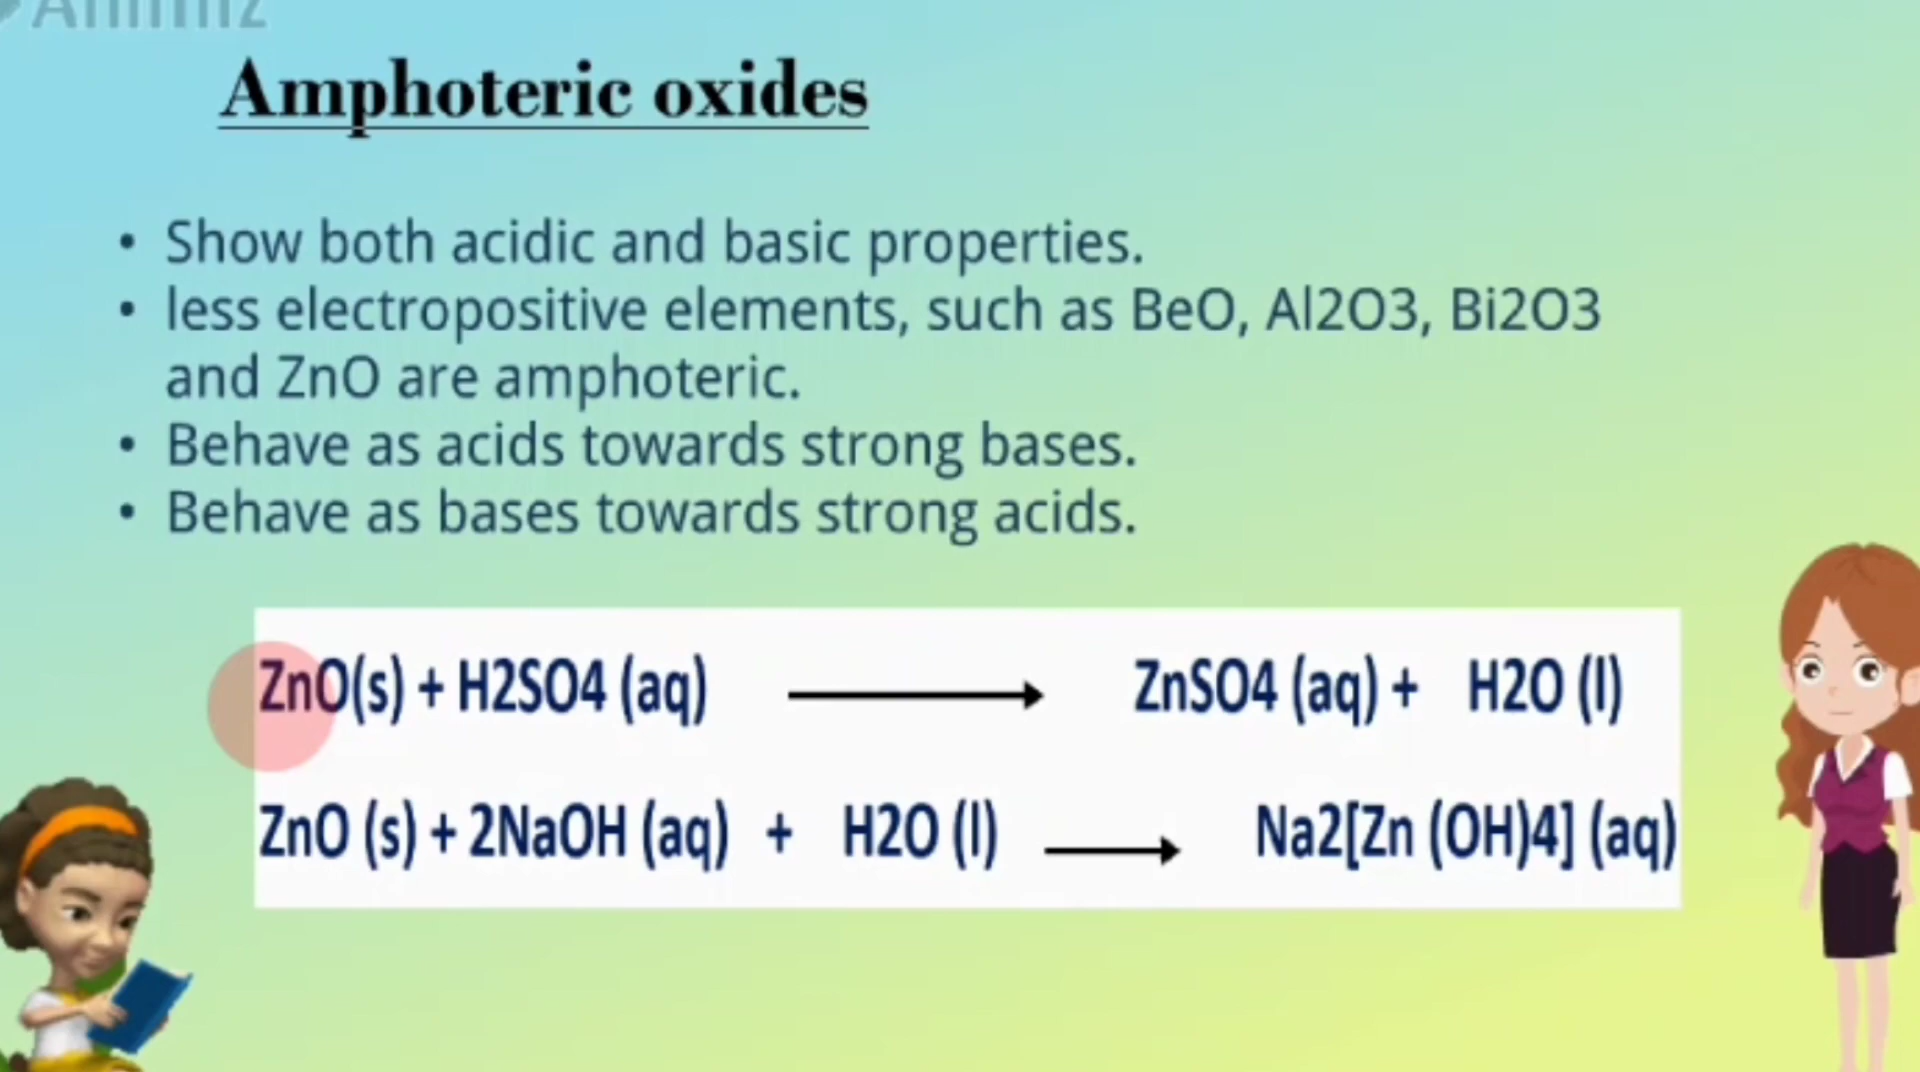 Amphoteric oxides
• Show both acidic and basic properties.
• less electropositive elements, such as BeO, Al2O3, Bi2O3
and ZnO are amphoteric.
• Behave as acids towards strong bases.
• Behave as bases towards strong acids.
ZnO(s) + H2SO4 (aq) ⟶ ZnSO4 (aq) + H2O (l)
ZnO (s) + 2NaOH (aq) + H2O (l) ⟶ Na2[Zn (OH)4] (aq)